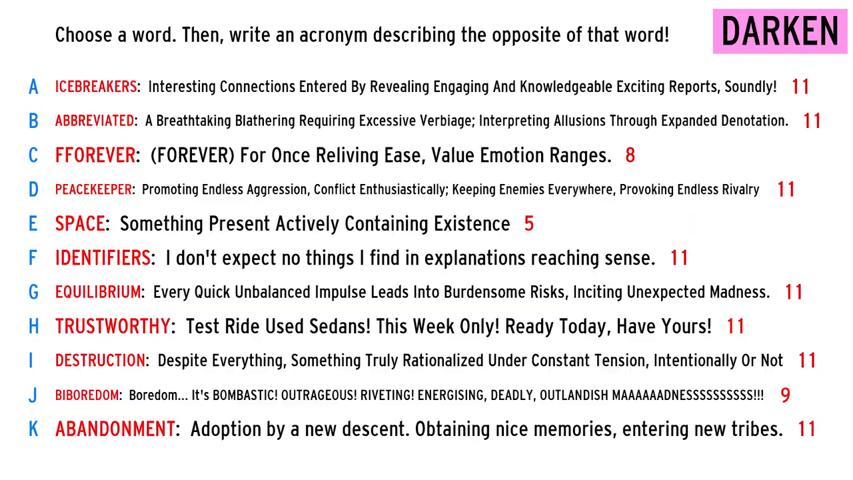 Choose a word. Then, write an acronym describing the opposite of that word!
DARKEN
A ICEBREAKERS: Interesting Connections Entered By Revealing Engaging And Knowledgeable Exciting Reports, Soundly! 11
B ABBREVIATED: A Breathtaking Blathering Requiring Excessive Verbiage; Interpreting Allusions Through Expanded Denotation. 11
C FFOREVER: (FOREVER) For Once Reliving Ease, Value Emotion Ranges. 8
D PEACEKEEPER: Promoting Endless Aggression, Conflict Enthusiastically; Keeping Enemies Everywhere, Provoking Endless Rivalry 11
E SPACE: Something Present Actively Containing Existence 5
F IDENTIFIERS: I don't expect no things I find in explanations reaching sense. 11
G EQUILIBRIUM: Every Quick Unbalanced Impulse Leads Into Burdensome Risks, Inciting Unexpected Madness. 11
H TRUSTWORTHY: Test Ride Used Sedans! This Week Only! Ready Today, Have Yours! 11
I DESTRUCTION: Despite Everything, Something Truly Rationalized Under Constant Tension, Intentionally Or Not 11
J BIBOREDOM: Boredom... It's BOMBASTIC! OUTRAGEOUS! RIVETING! ENERGISING, DEADLY, OUTLANDISH MAAAAAADNESSSSSSSSSS!!! 9
K ABANDONMENT: Adoption by a new descent. Obtaining nice memories, entering new tribes. 11